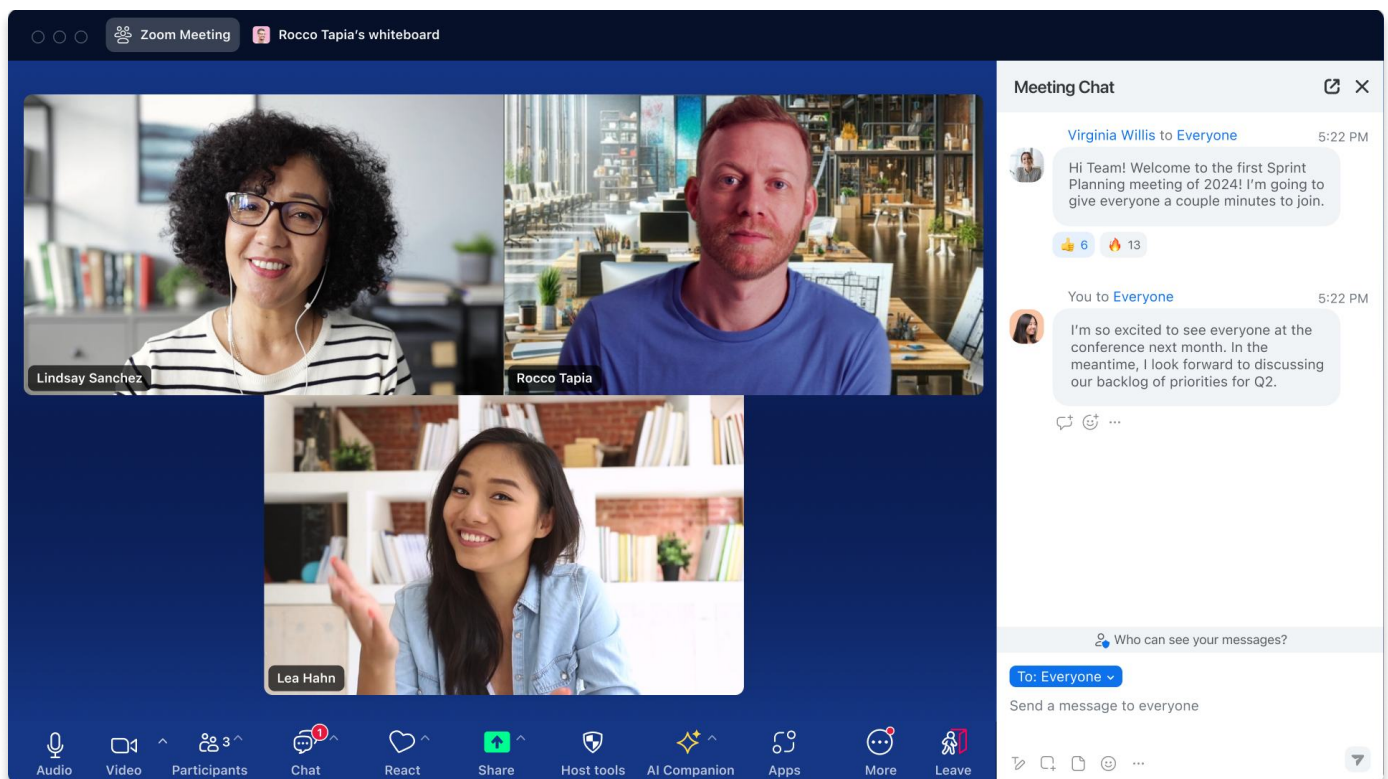 Zoom Meeting
Rocco Tapia's whiteboard
Lindsay Sanchez
Rocco Tapia
Lea Hahn
Audio
Video
3
Participants
1
Chat
React
Share
Host tools
AI Companion
Apps
More
Leave
Meeting Chat
Virginia Willis to Everyone
5:22 PM
Hi Team! Welcome to the first Sprint
Planning meeting of 2024! I'm going to
give everyone a couple minutes to join.
6
13
You to Everyone
5:22 PM
I'm so excited to see everyone at the
conference next month. In the
meantime, I look forward to discussing
our backlog of priorities for Q2.
Who can see your messages?
To: Everyone
Send a message to everyone